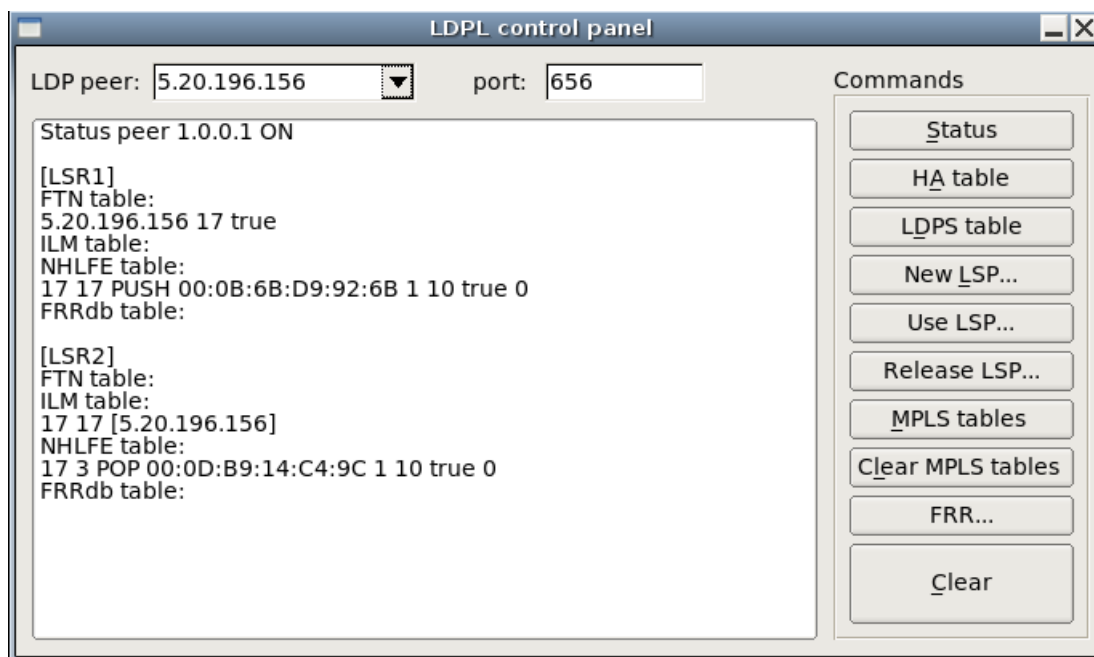 LDPL control panel
LDP peer: 5.20.196.156 port: 656
Status peer 1.0.0.1 ON
[LSR1]
FTN table:
5.20.196.156 17 true
ILM table:
NHLFE table:
17 17 PUSH 00:0B:6B:D9:92:6B 1 10 true 0
FRRdb table:
[LSR2]
FTN table:
ILM table:
17 17 [5.20.196.156]
NHLFE table:
17 3 POP 00:0D:B9:14:C4:9C 1 10 true 0
FRRdb table:
Commands
Status
HA table
LDPS table
New LSP...
Use LSP...
Release LSP...
MPLS tables
Clear MPLS tables
FRR...
Clear